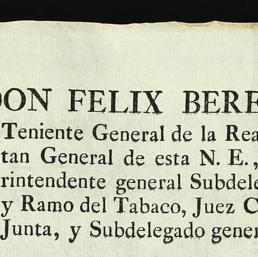 DON FELIX BERE
Teniente General de la Rea
tan General de esta N. E.,
rintendente general Subdele
y Ramo del Tabaco, Juez C
Junta, y Subdelegado gener